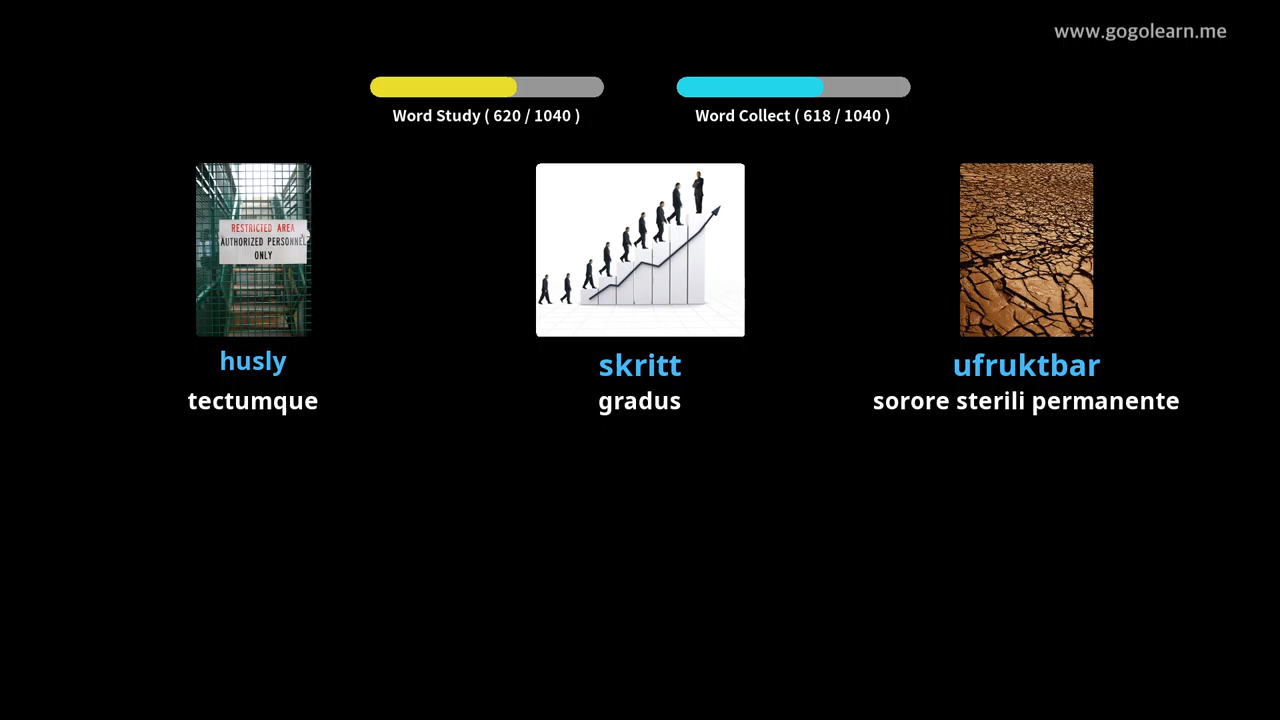 www.gogolearn.me
Word Study ( 620 / 1040 )
Word Collect ( 618 / 1040 )
RESTRICTED AREA
AUTHORIZED PERSONNEL
ONLY
husly
skritt
ufruktbar
tectumque
gradus
sorore sterili permanente